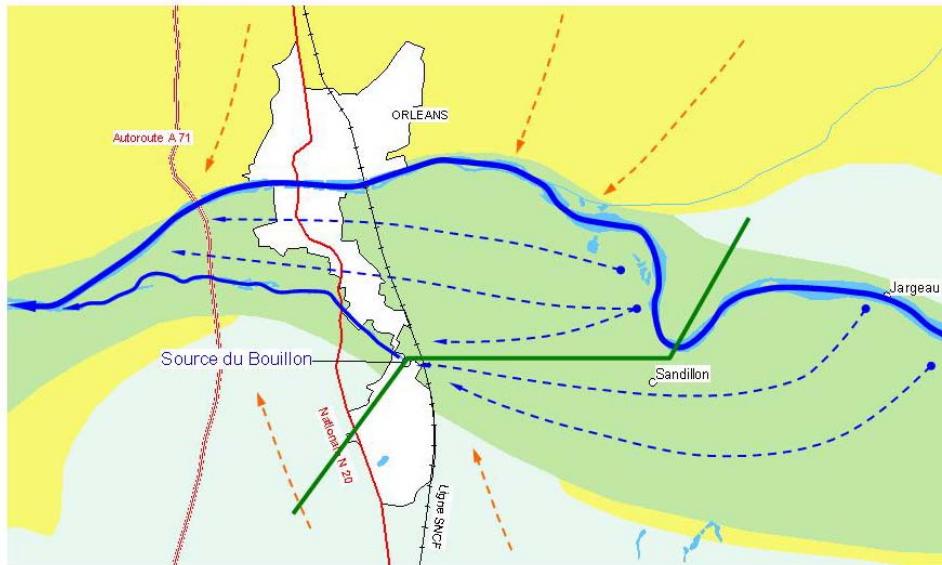 ORLEANS
Autoroute A 71
Jargeau
Source du Bouillon
Sandillon
Nationale N 20
Ligne SNCF